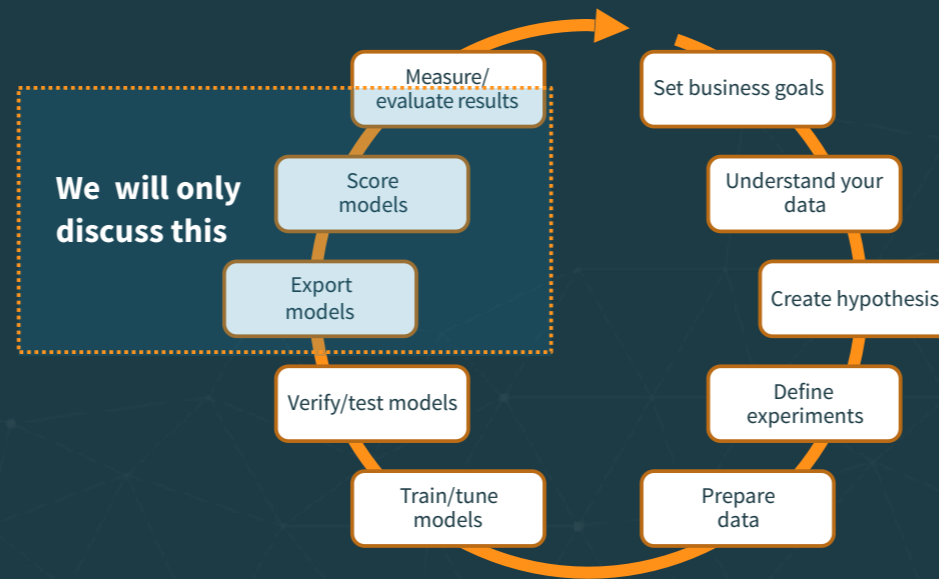 Measure/
evaluate results
Set business goals
We will only
discuss this
Score
models
Understand your
data
Export
models
Create hypothesis
Verify/test models
Define
experiments
Train/tune
models
Prepare
data